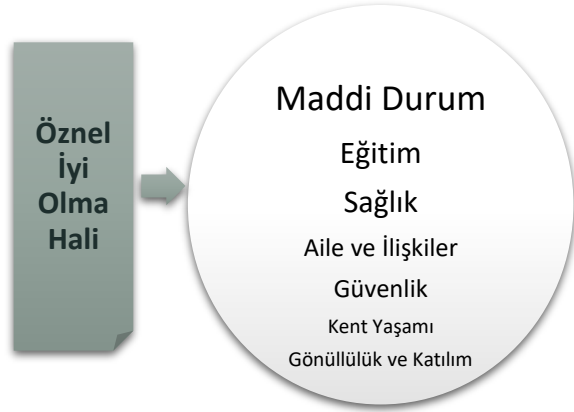 Öznel
İyi
Olma
Hali
Maddi Durum
Eğitim
Sağlık
Aile ve İlişkiler
Güvenlik
Kent Yaşamı
Gönüllülük ve Katılım